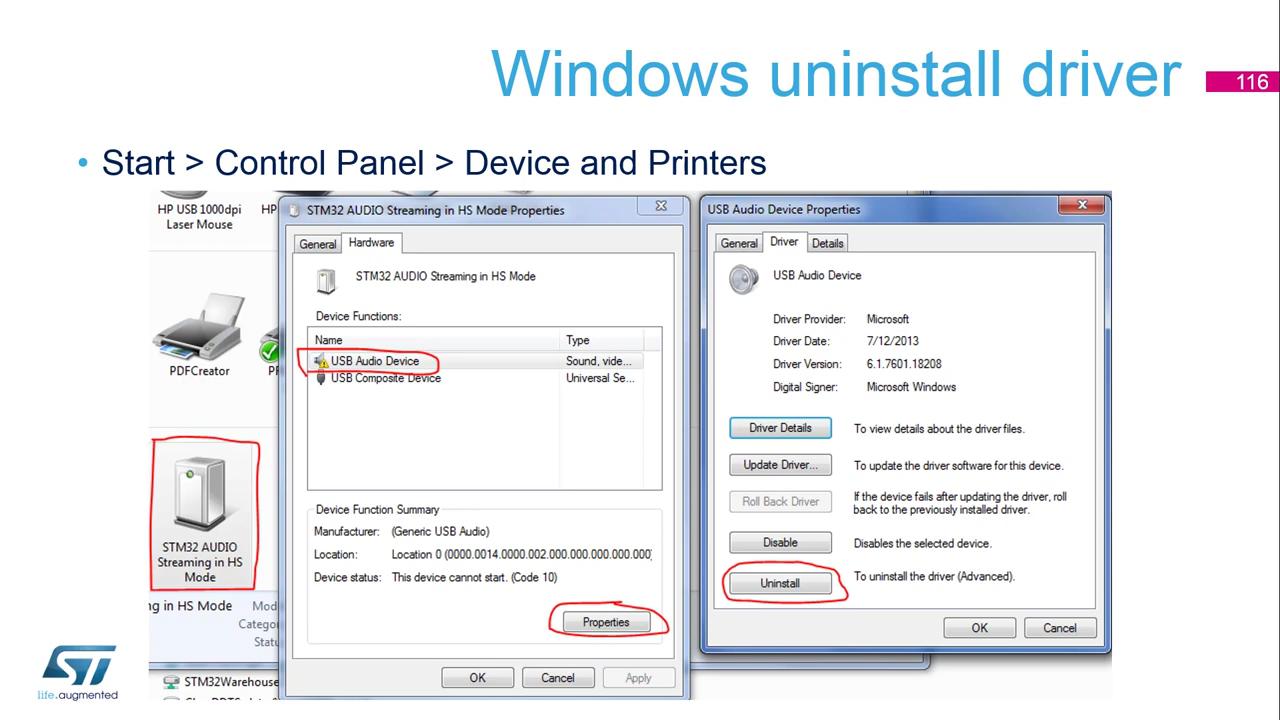 Windows uninstall driver
116
• Start > Control Panel > Device and Printers
HP USB 1000dpi
Laser Mouse
HP
PDFCreator
STM32 AUDIO
Streaming in HS
Mode
ng in HS Mode
STM32Warehouse
STM32 AUDIO Streaming in HS Mode Properties
General
Hardware
STM32 AUDIO Streaming in HS Mode
Device Functions:
Name
Type
USB Audio Device
Sound, vide...
USB Composite Device
Universal Se...
Device Function Summary
Manufacturer: (Generic USB Audio)
Location: Location 0 (0000.0014.0000.002.000.000.000.000.000)
Device status: This device cannot start. (Code 10)
Properties
OK
Cancel
Apply
USB Audio Device Properties
General
Driver
Details
USB Audio Device
Driver Provider: Microsoft
Driver Date: 7/12/2013
Driver Version: 6.1.7601.18208
Digital Signer: Microsoft Windows
Driver Details
To view details about the driver files.
Update Driver...
To update the driver software for this device.
Roll Back Driver
If the device fails after updating the driver, roll
back to the previously installed driver.
Disable
Disables the selected device.
Uninstall
To uninstall the driver (Advanced).
OK
Cancel
ST
life.augmented